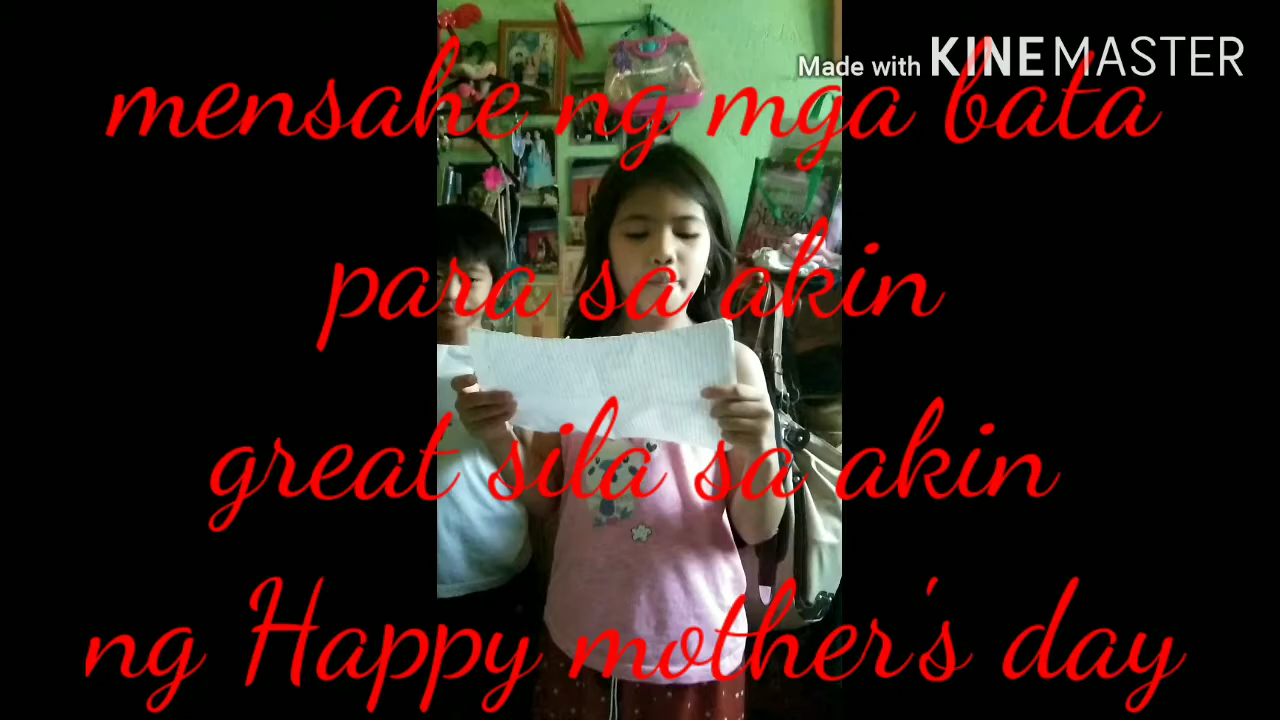 Made with KINEMASTER
mensahe ng mga bata
para sa akin
great sila sa akin
ng Happy mother's day